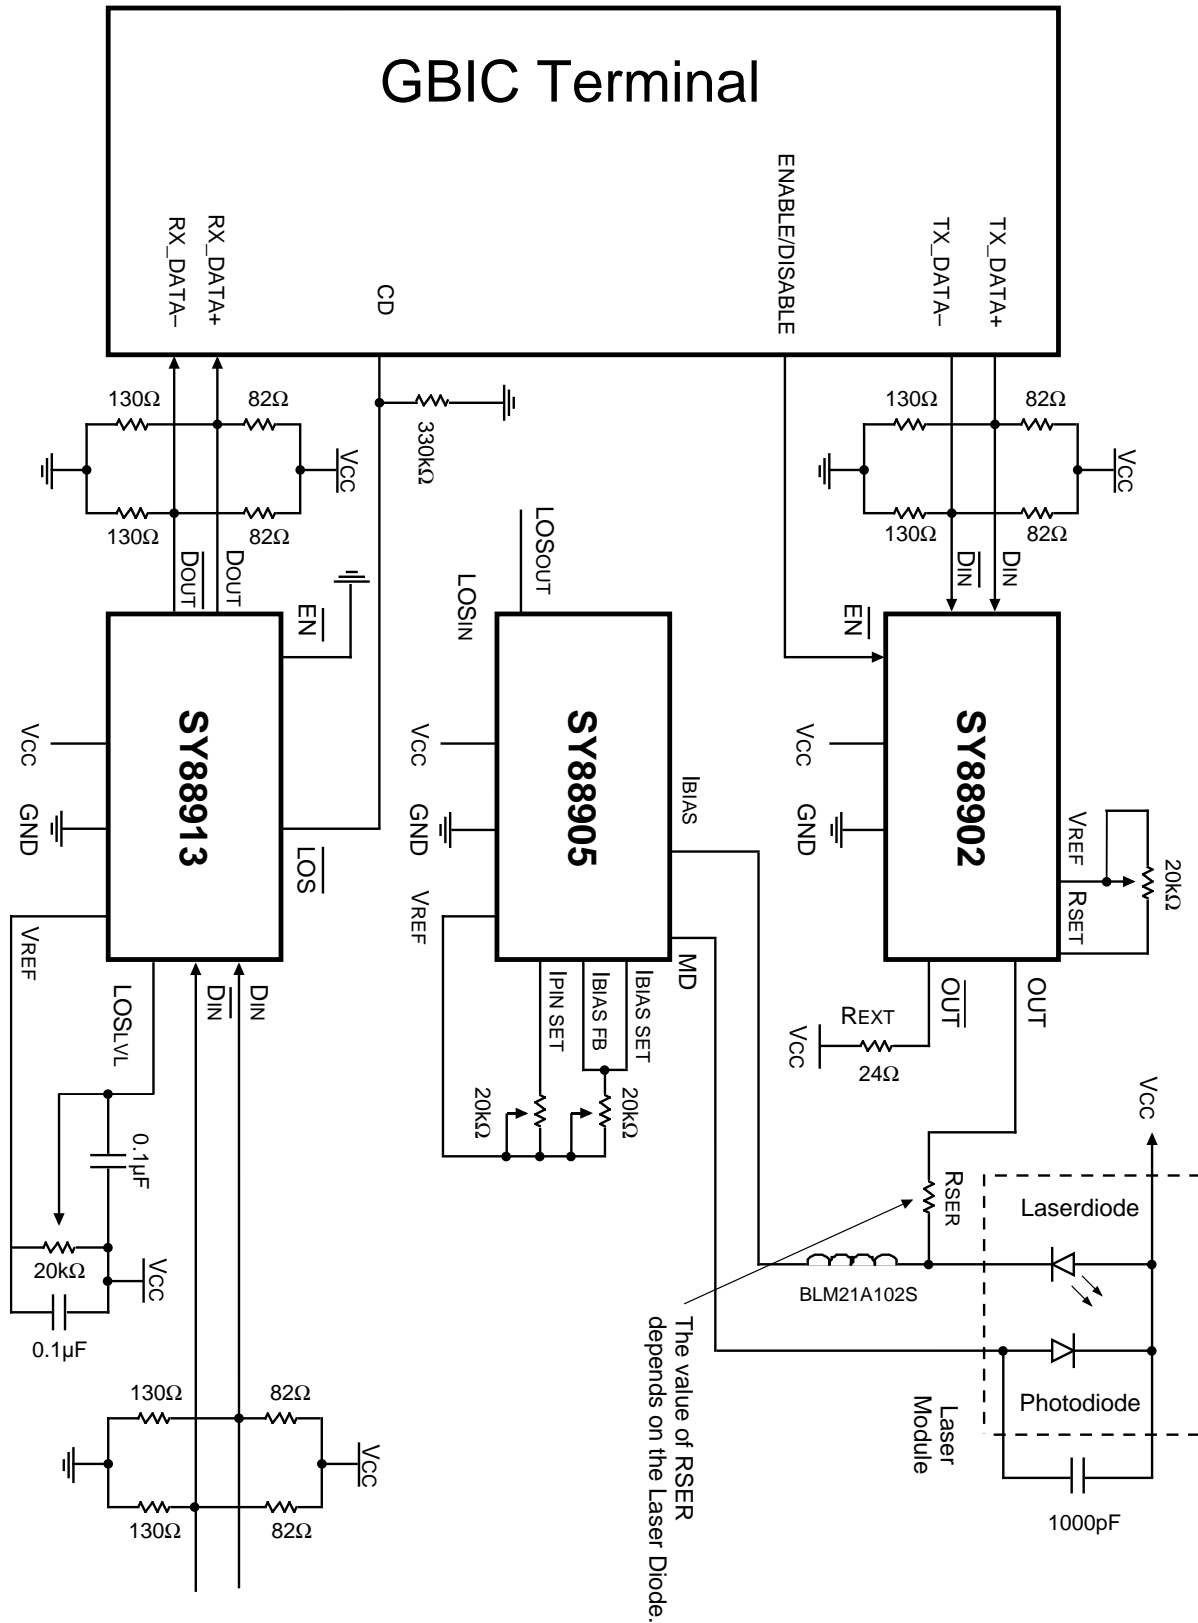 GBIC Terminal
RX_DATA–
RX_DATA+
CD
ENABLE/DISABLE
TX_DATA–
TX_DATA+
130Ω
82Ω
130Ω
82Ω
VCC
330kΩ
130Ω
82Ω
130Ω
82Ω
VCC
DOUT
DOUT
EN
LOSOUT
LOSIN
EN
DIN
DIN
SY88913
VCC
GND
LOS
VREF
LOSLVL
DIN
DIN
SY88905
VCC
GND
VREF
IBIAS
MD
IPIN SET
IBIAS FB
IBIAS SET
20kΩ
20kΩ
SY88902
VCC
GND
VREF
RSET
20kΩ
OUT
OUT
REXT
24Ω
VCC
VCC
0.1µF
20kΩ
VCC
0.1µF
RSER
BLM21A102S
Laserdiode
Photodiode
Laser
Module
1000pF
The value of RSER
depends on the Laser Diode.
130Ω
82Ω
130Ω
82Ω
VCC